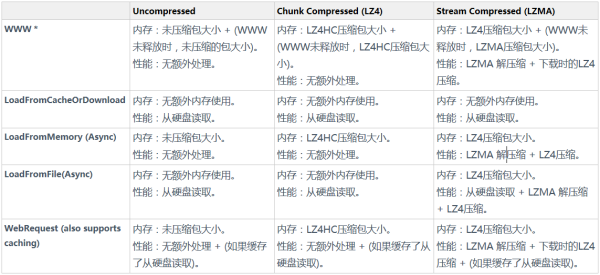 Uncompressed
Chunk Compressed (LZ4)
Stream Compressed (LZMA)
WWW *
内存：未压缩包大小 + (WWW
未释放时，未压缩的包大小)。
性能：无额外处理。
内存：LZ4HC压缩包大小 +
(WWW未释放时，LZ4HC压缩包大
小)。
性能：无额外处理。
内存：LZ4压缩包大小 + (WWW未
释放时，LZMA压缩包大小)。
性能：LZMA 解压缩 + 下载时的LZ4
压缩。
LoadFromCacheOrDownload
内存：无额外内存使用。
性能：从硬盘读取。
内存：无额外内存使用。
性能：从硬盘读取。
内存：无额外内存使用。
性能：从硬盘读取。
LoadFromMemory (Async)
内存：未压缩包大小。
性能：无额外处理。
内存：LZ4HC压缩包大小。
性能：无额外处理。
内存：LZ4压缩包大小。
性能：LZMA 解压缩 + LZ4压缩。
LoadFromFile(Async)
内存：无额外内存使用。
性能：从硬盘读取。
内存：无额外内存使用。
性能：从硬盘读取。
内存：LZ4压缩包大小。
性能：从硬盘读取 + LZMA 解压缩
+ LZ4压缩。
WebRequest (also supports
caching)
内存：未压缩包大小。
性能：无额外处理 + (如果缓存
了从硬盘读取)。
内存：LZ4HC压缩包大小。
性能：无额外处理 + (如果缓存了从
硬盘读取)。
内存：LZ4压缩包大小。
性能：LZMA 解压缩 + 下载时的LZ4
压缩 + (如果缓存了从硬盘读取)。